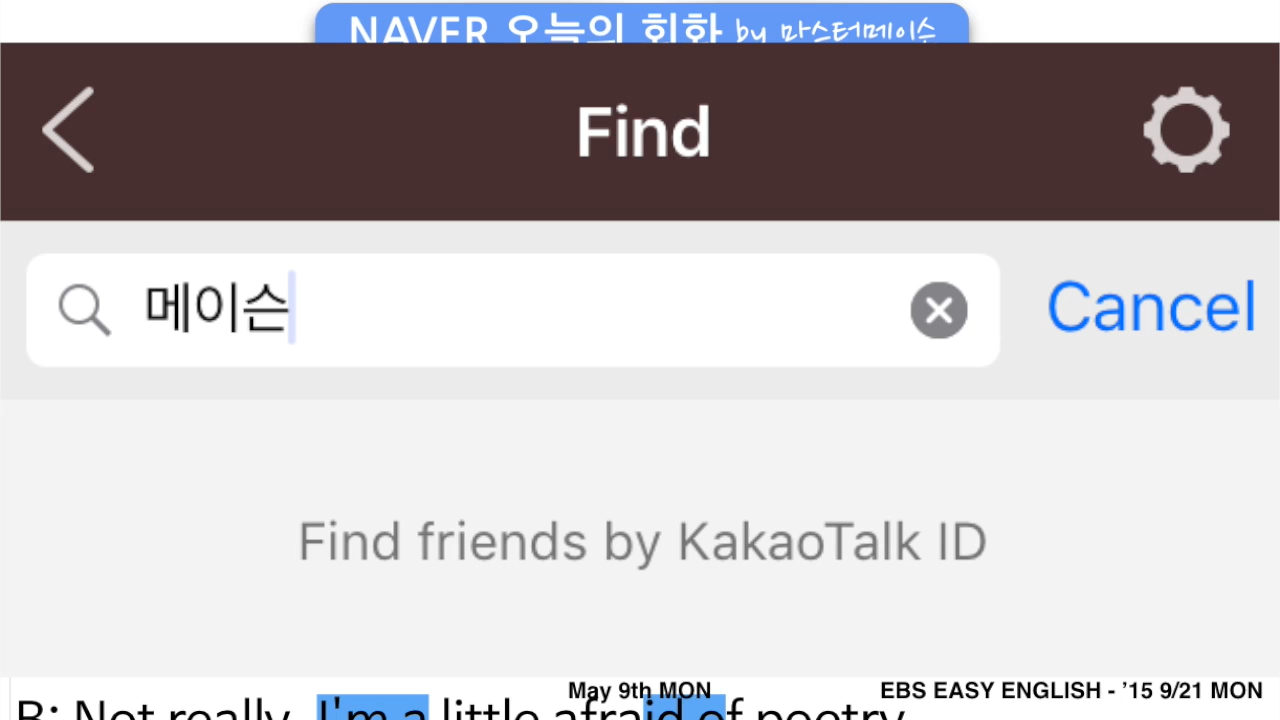 NAVER 오늘의 회화 by 마스터메이슨
Find
메이슨
Cancel
Find friends by KakaoTalk ID
May 9th MON
EBS EASY ENGLISH - ’15 9/21 MON
B: Not really. I'm a little afraid of poetry.